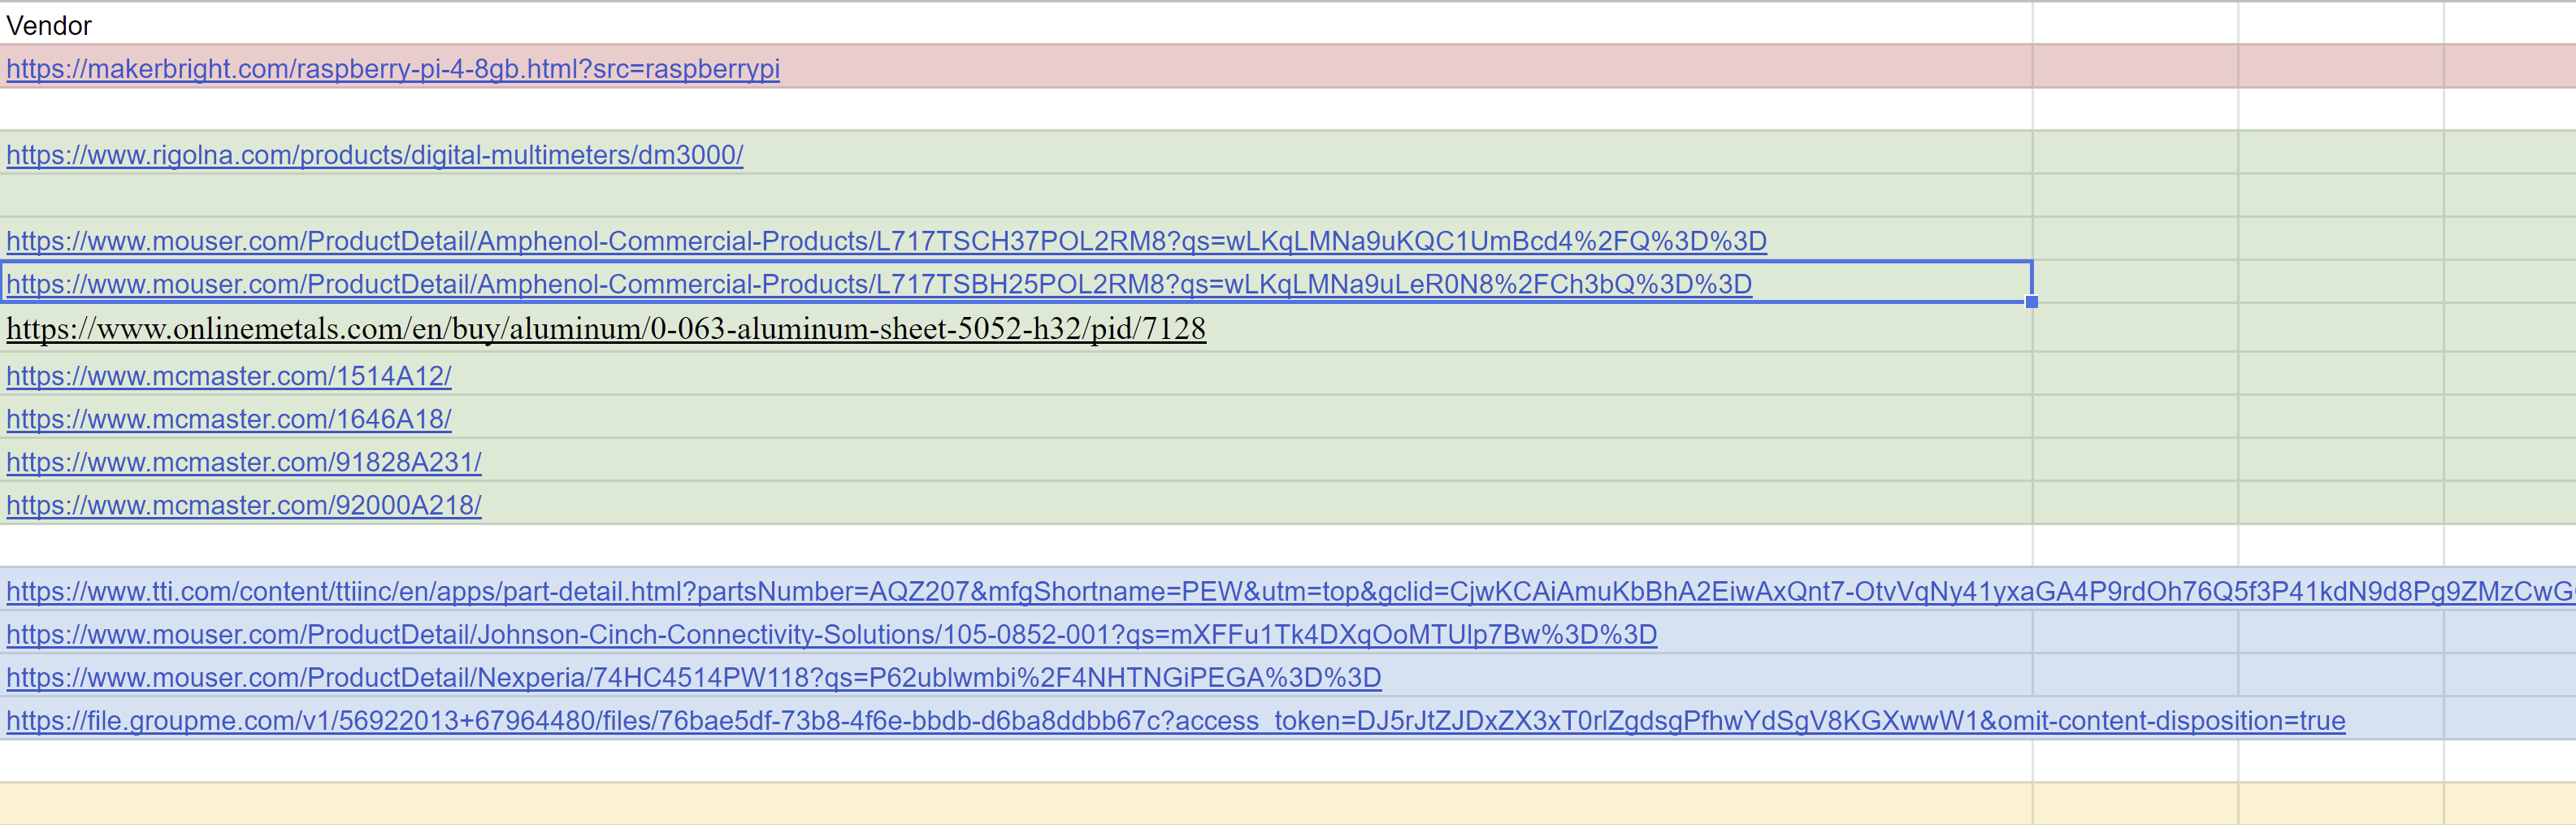 Vendor
https://makerbright.com/raspberry-pi-4-8gb.html?src=raspberrypi
https://www.rigolna.com/products/digital-multimeters/dm3000/
https://www.mouser.com/ProductDetail/Amphenol-Commercial-Products/L717TSCH37POL2RM8?qs=wLKqLMNa9uKQC1UmBcd4%2FQ%3D%3D
https://www.mouser.com/ProductDetail/Amphenol-Commercial-Products/L717TSBH25POL2RM8?qs=wLKqLMNa9uLeR0N8%2FCh3bQ%3D%3D
https://www.onlinemetals.com/en/buy/aluminum/0-063-aluminum-sheet-5052-h32/pid/7128
https://www.mcmaster.com/1514A12/
https://www.mcmaster.com/1646A18/
https://www.mcmaster.com/91828A231/
https://www.mcmaster.com/92000A218/
https://www.tti.com/content/ttiinc/en/apps/part-detail.html?partsNumber=AQZ207&mfgShortname=PEW&utm=top&gclid=CjwKCAiAmuKbBhA2EiwAxQnt7-OtvVqNy41yxaGA4P9rdOh76Q5f3P41kdN9d8Pg9ZMzCwG
https://www.mouser.com/ProductDetail/Johnson-Cinch-Connectivity-Solutions/105-0852-001?qs=mXFFu1Tk4DXqOoMTUlp7Bw%3D%3D
https://www.mouser.com/ProductDetail/Nexperia/74HC4514PW118?qs=P62ublwmbi%2F4NHTNGiPEGA%3D%3D
https://file.groupme.com/v1/56922013+67964480/files/76bae5df-73b8-4f6e-bbdb-d6ba8ddbb67c?access_token=DJ5rJtZJDxZX3xT0rlZgdsgPfhwYdSgV8KGXwwW1&omit-content-disposition=true